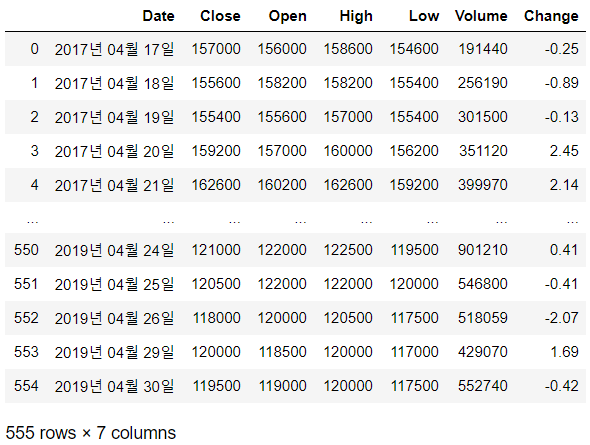 Date Close Open High Low Volume Change
0 2017년 04월 17일 157000 156000 158600 154600 191440 -0.25
1 2017년 04월 18일 155600 158200 158200 155400 256190 -0.89
2 2017년 04월 19일 155400 155600 157000 155400 301500 -0.13
3 2017년 04월 20일 159200 157000 160000 156200 351120 2.45
4 2017년 04월 21일 162600 160200 162600 159200 399970 2.14
... ... ... ... ... ... ... ...
550 2019년 04월 24일 121000 122000 122500 119500 901210 0.41
551 2019년 04월 25일 120500 122000 122000 120000 546800 -0.41
552 2019년 04월 26일 118000 120000 120500 117500 518059 -2.07
553 2019년 04월 29일 120000 118500 120000 117000 429070 1.69
554 2019년 04월 30일 119500 119000 120000 117500 552740 -0.42
555 rows × 7 columns